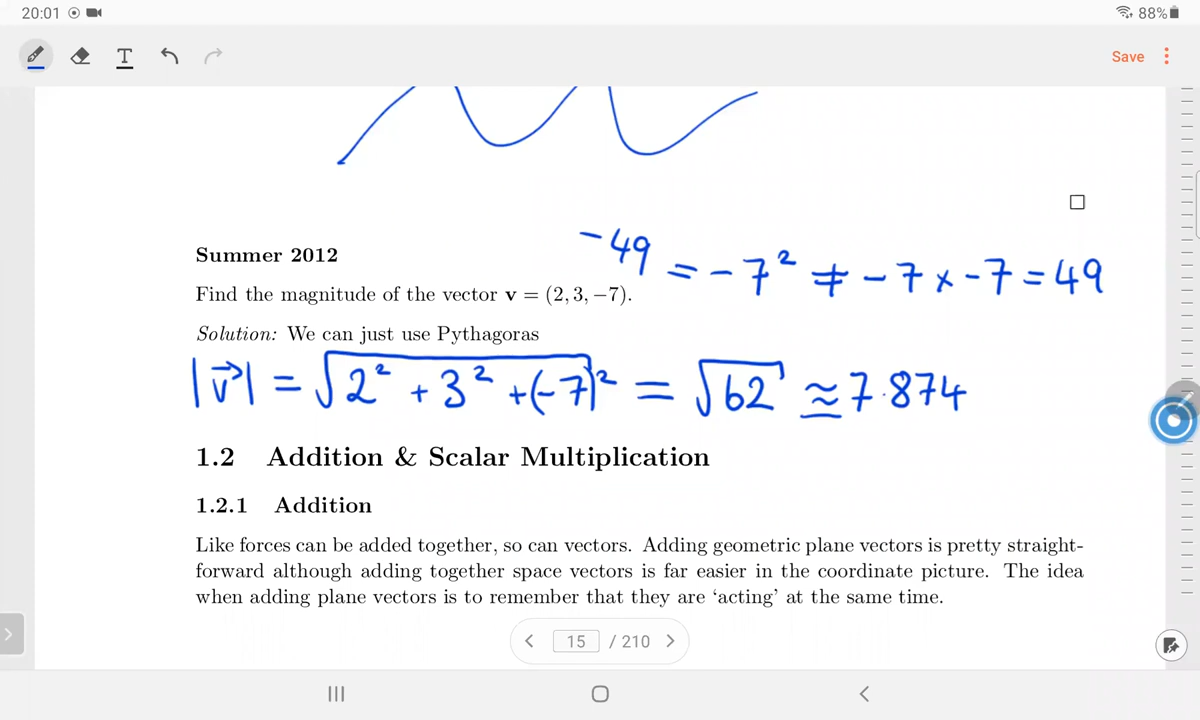 20:01
88%
T
Save
Summer 2012
-49 = -7² ≠ -7 × -7 = 49
Find the magnitude of the vector v = (2, 3, −7).
Solution: We can just use Pythagoras
|v⃗| = √2² + 3² + (-7)² = √62 ≈ 7.874
1.2 Addition & Scalar Multiplication
1.2.1 Addition
Like forces can be added together, so can vectors. Adding geometric plane vectors is pretty straight-
forward although adding together space vectors is far easier in the coordinate picture. The idea
when adding plane vectors is to remember that they are ‘acting’ at the same time.
15 / 210